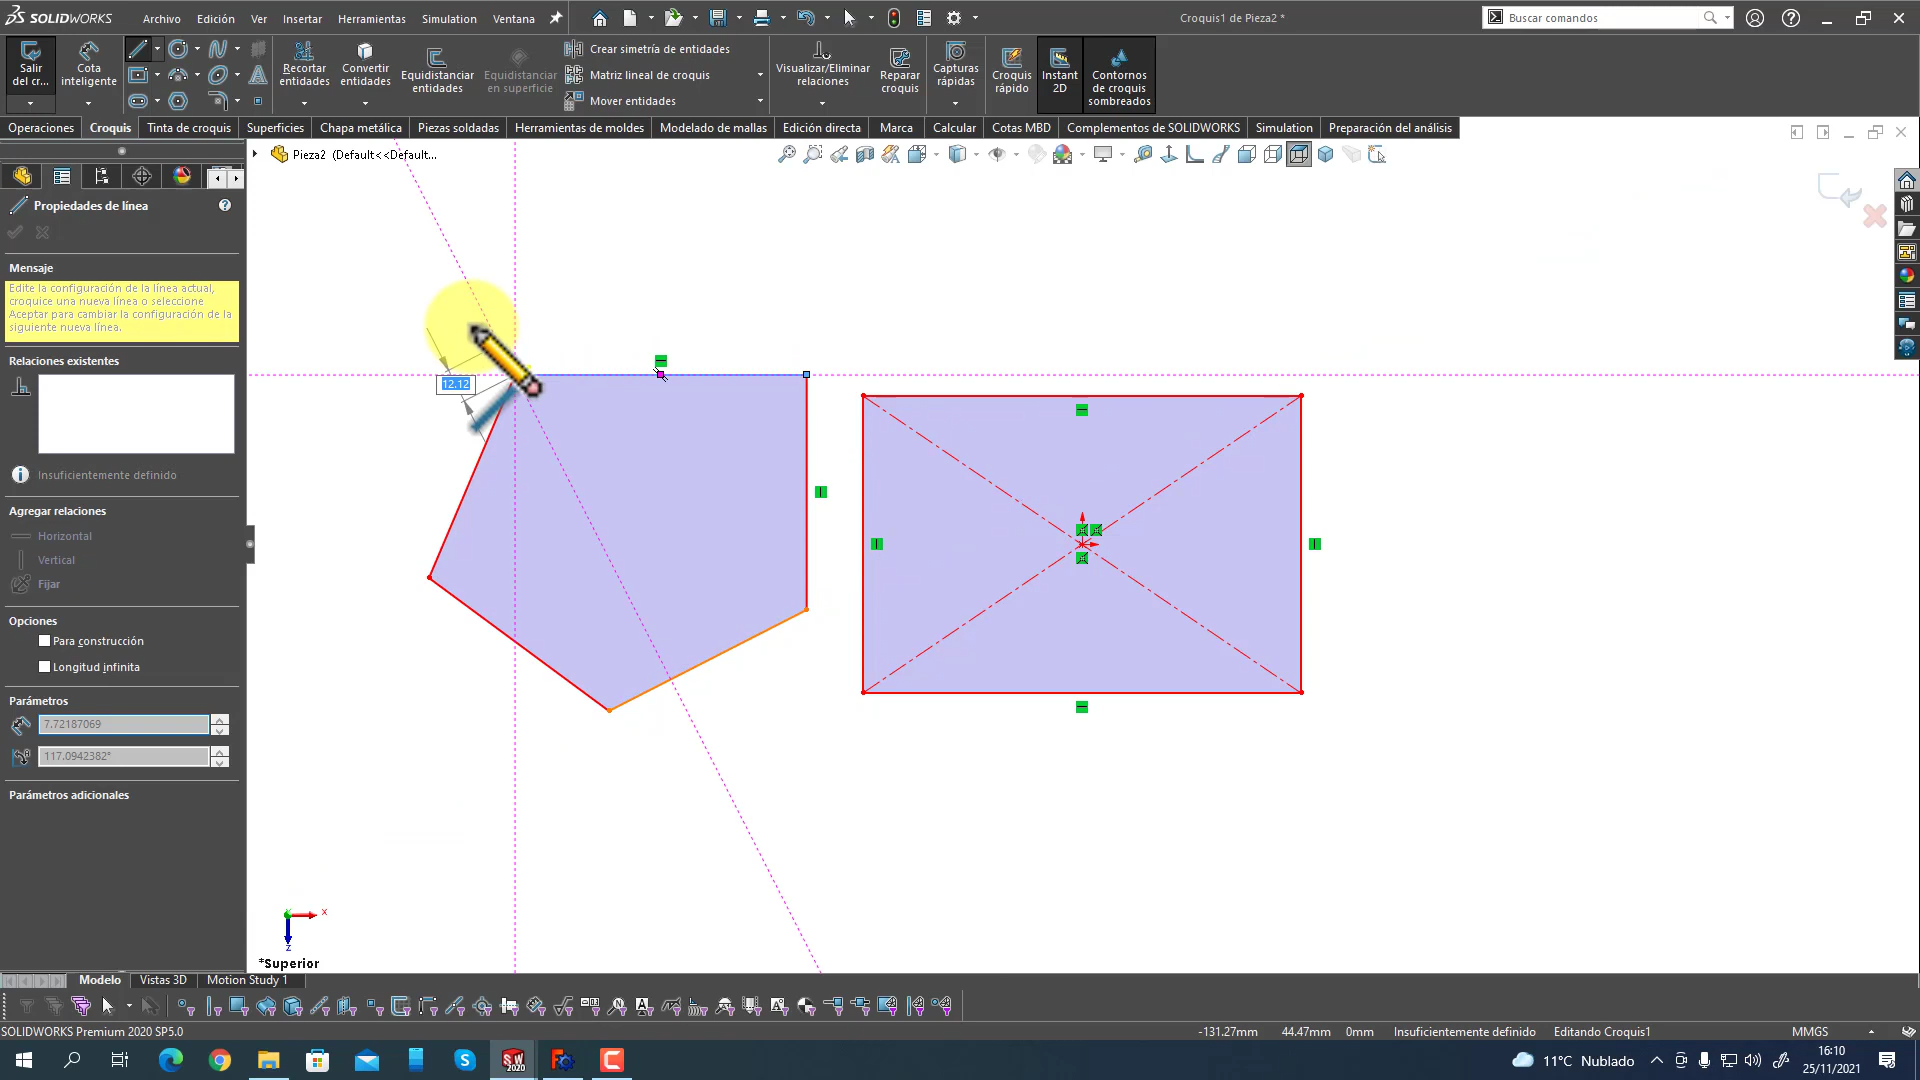 SOLIDWORKS Archivo Edición Ver Insertar Herramientas Simulation Ventana Croquis1 de Pieza2 * Buscar comandos
Salir del cr...
Cota inteligente
Recortar entidades
Convertir entidades
Equidistanciar entidades
Equidistanciar en superficie
Crear simetría de entidades
Matriz lineal de croquis
Mover entidades
Visualizar/Eliminar relaciones
Reparar croquis
Capturas rápidas
Croquis rápido
Instant 2D
Contornos de croquis sombreados
Operaciones Croquis Tinta de croquis Superficies Chapa metálica Piezas soldadas Herramientas de moldes Modelado de mallas Edición directa Marca Calcular Cotas MBD Complementos de SOLIDWORKS Simulation Preparación del análisis
Pieza2 (Default<<Default...
Propiedades de línea
Mensaje
Edite la configuración de la línea actual,
croquice una nueva línea o seleccione
Aceptar para cambiar la configuración de la
siguiente nueva línea.
Relaciones existentes
12.12
Insuficientemente definido
Agregar relaciones
Horizontal
Vertical
Fijar
Opciones
Para construcción
Longitud infinita
Parámetros
7.72187069
117.0942382°
Parámetros adicionales
X
Z
*Superior
Modelo Vistas 3D Motion Study 1
SOLIDWORKS Premium 2020 SP5.0 -131.27mm 44.47mm 0mm Insuficientemente definido Editando Croquis1 MMGS
11°C Nublado
16:10
25/11/2021